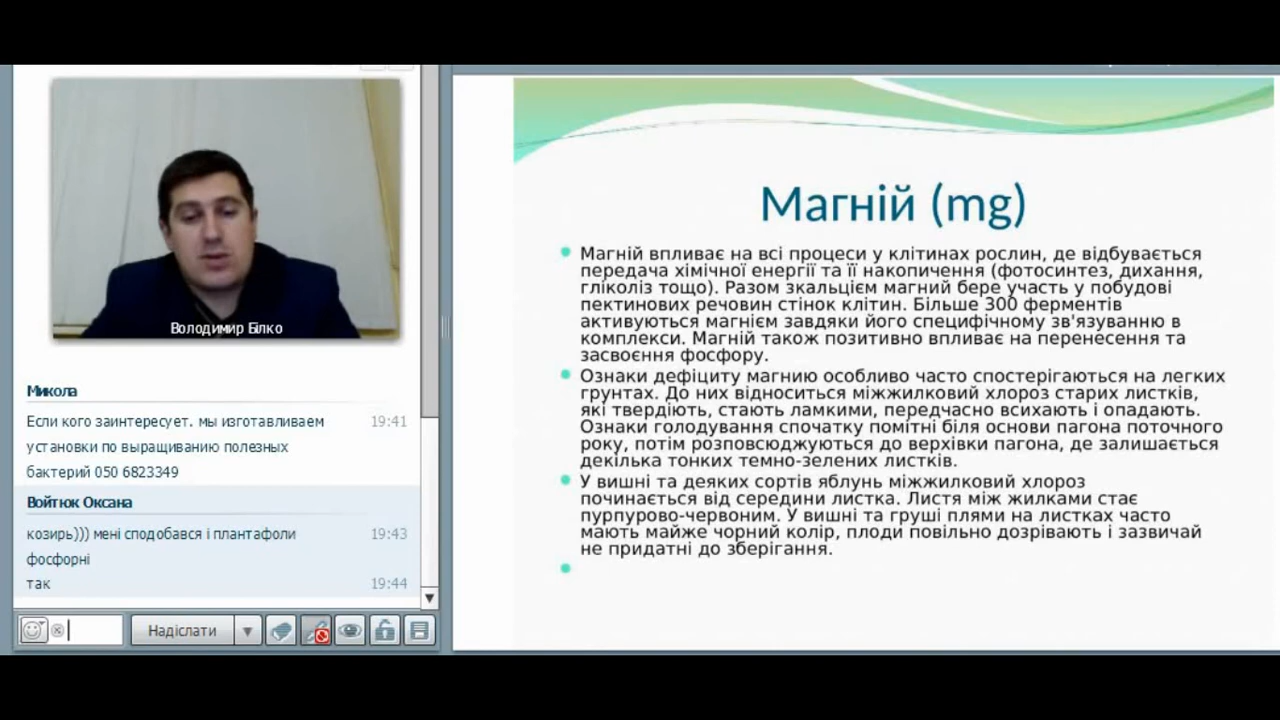 Володимир Білко
Микола
Если кого заинтересует. мы изготавливаем 19:41
установки по выращиванию полезных
бактерий 050 6823349
Войтюк Оксана
козирь))) мені сподобався і плантафоли 19:43
фосфорні
так 19:44
Надіслати
Магній (mg)
Магній впливає на всі процеси у клітинах рослин, де відбувається
передача хімічної енергії та її накопичення (фотосинтез, дихання,
гліколіз тощо). Разом зкальцієм магний бере участь у побудові
пектинових речовин стінок клітин. Більше 300 ферментів
активуються магнієм завдяки його специфічному зв'язуванню в
комплекси. Магній також позитивно впливає на перенесення та
засвоєння фосфору.
Ознаки дефіциту магнию особливо часто спостерігаються на легких
грунтах. До них відноситься міжжилковий хлороз старих листків,
які твердіють, стають ламкими, передчасно всихають і опадають.
Ознаки голодування спочатку помітні біля основи пагона поточного
року, потім розповсюджуються до верхівки пагона, де залишається
декілька тонких темно-зелених листків.
У вишні та деяких сортів яблунь міжжилковий хлороз
починається від середини листка. Листя між жилками стає
пурпурово-червоним. У вишні та груші плями на листках часто
мають майже чорний колір, плоди повільно дозрівають і зазвичай
не придатні до зберігання.